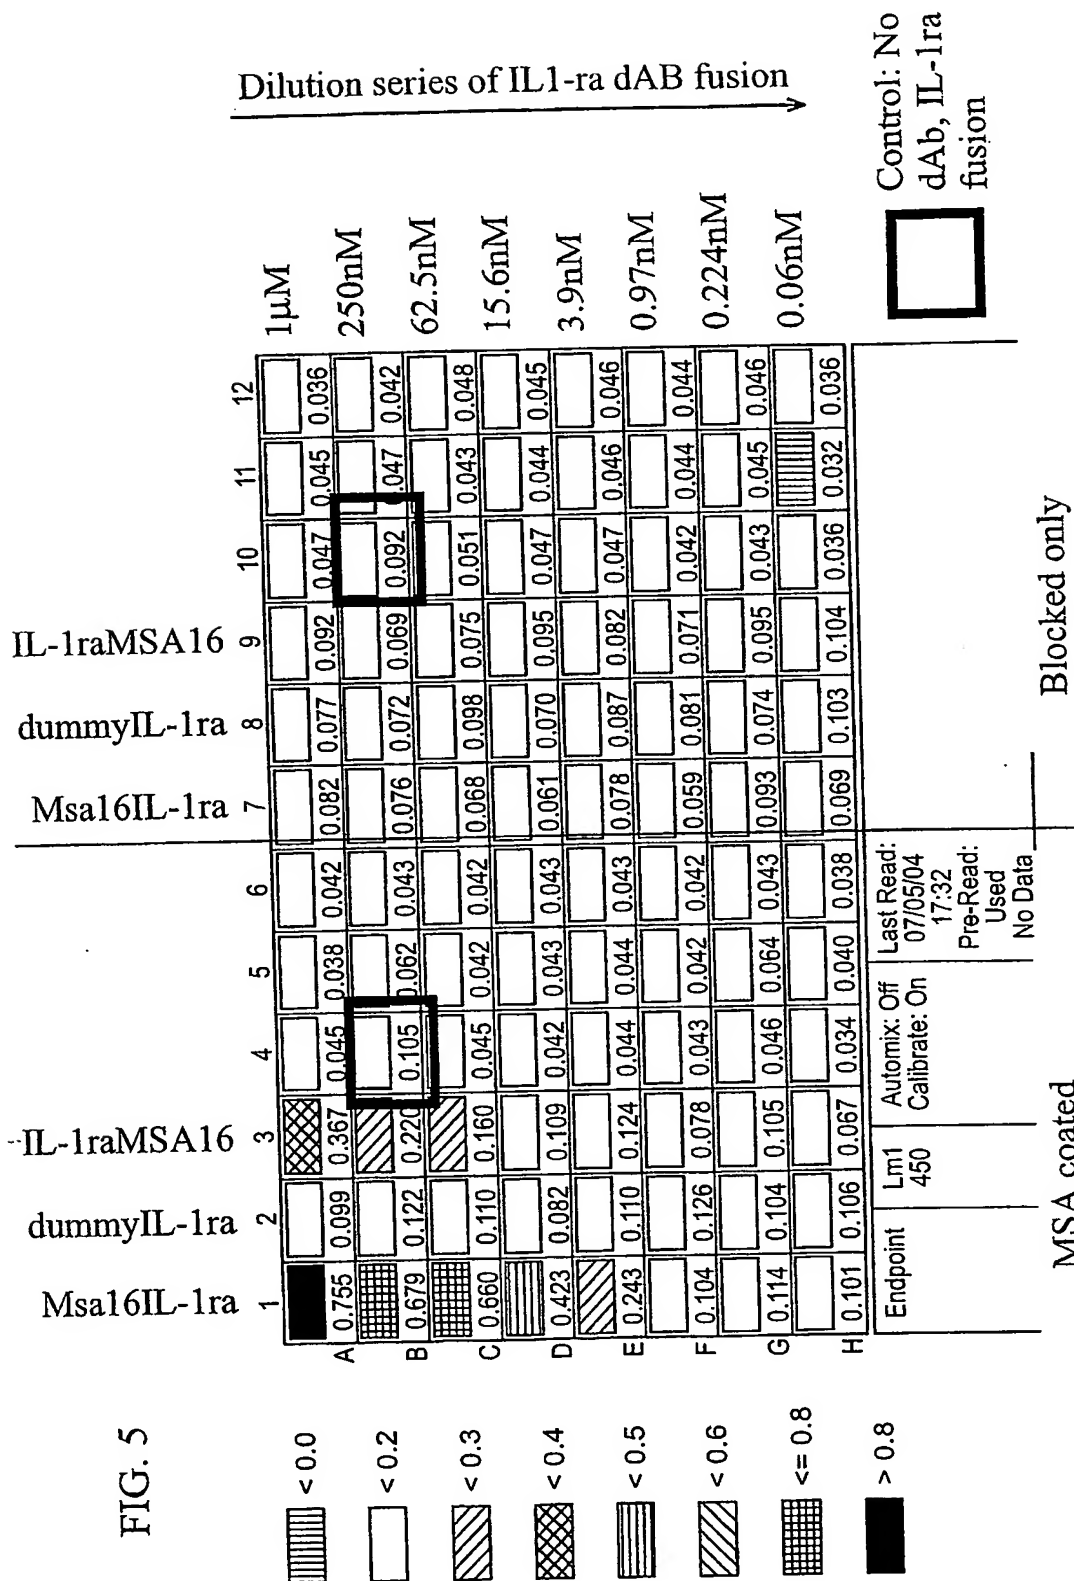 FIG. 5
< 0.0
< 0.2
< 0.3
< 0.4
< 0.5
< 0.6
<= 0.8
> 0.8
Msa16IL-1ra
dummyIL-1ra
IL-1raMSA16
Msa16IL-1ra
dummyIL-1ra
IL-1raMSA16
1 2 3 4 5 6 7 8 9 10 11 12
A 0.755 0.099 0.367 0.045 0.038 0.042 0.082 0.077 0.092 0.047 0.045 0.036 1µM
B 0.679 0.122 0.220 0.105 0.062 0.043 0.076 0.072 0.069 0.092 0.047 0.042 250nM
C 0.660 0.110 0.160 0.045 0.042 0.042 0.068 0.098 0.075 0.051 0.043 0.048 62.5nM
D 0.423 0.082 0.109 0.042 0.043 0.043 0.061 0.070 0.095 0.047 0.044 0.045 15.6nM
E 0.243 0.110 0.124 0.044 0.044 0.043 0.078 0.087 0.082 0.047 0.046 0.046 3.9nM
F 0.104 0.126 0.078 0.043 0.042 0.042 0.059 0.081 0.071 0.042 0.044 0.044 0.97nM
G 0.114 0.104 0.105 0.046 0.064 0.043 0.093 0.074 0.095 0.043 0.045 0.046 0.224nM
H 0.101 0.106 0.067 0.034 0.040 0.038 0.069 0.103 0.104 0.036 0.032 0.036 0.06nM
Dilution series of IL1-ra dAB fusion
Endpoint
Lm1
450
Automix: Off
Calibrate: On
Last Read:
07/05/04
17:32
Pre-Read:
Used
No Data
MSA coated
Blocked only
Control: No
dAb, IL-1ra
fusion